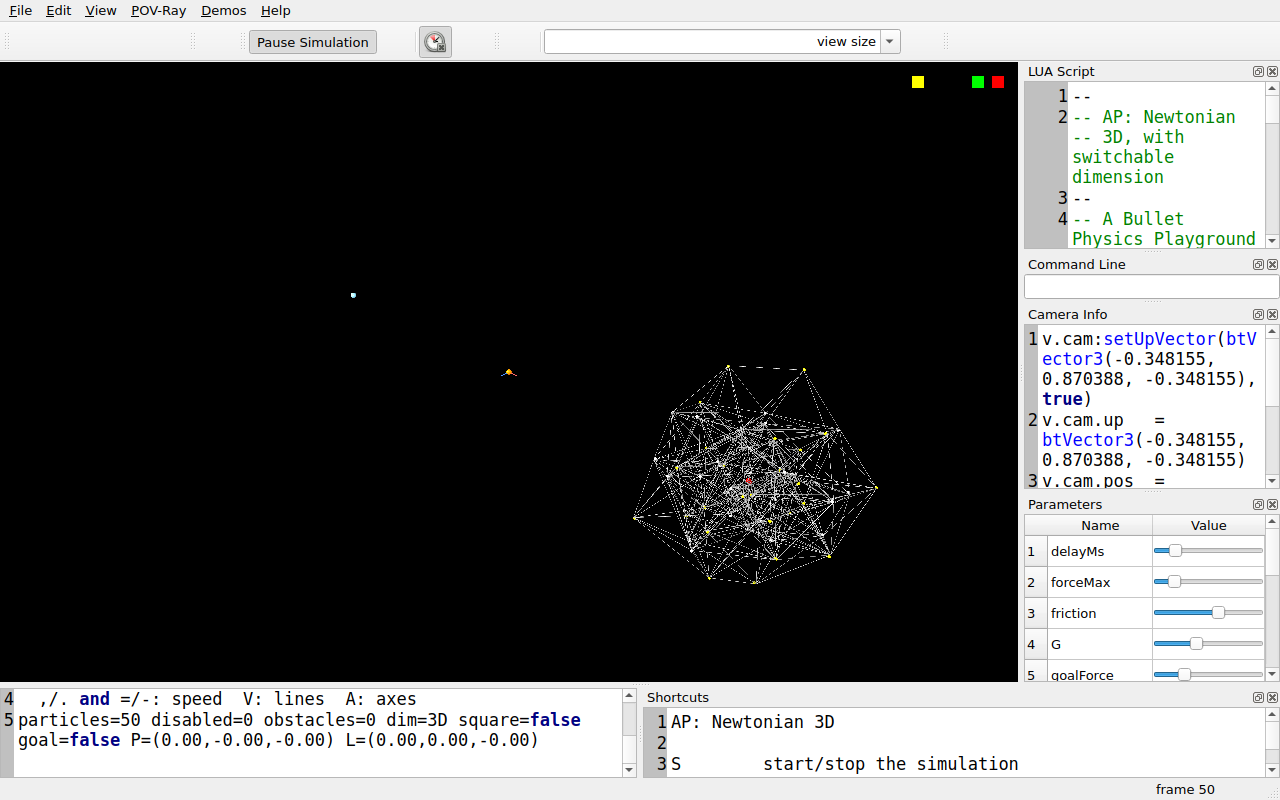 File Edit View POV-Ray Demos Help
Pause Simulation
view size
LUA Script
1 --
2 -- AP: Newtonian
-- 3D, with
switchable
dimension
3 --
4 -- A Bullet
Physics Playground
Command Line
Camera Info
1 v.cam:setUpVector(btV
ector3(-0.348155,
0.870388, -0.348155),
true)
2 v.cam.up   =
btVector3(-0.348155,
0.870388, -0.348155)
3 v.cam.pos  =
Parameters
Name Value
1 delayMs
2 forceMax
3 friction
4 G
5 goalForce
4   ,/. and =/-: speed  V: lines  A: axes
5 particles=50 disabled=0 obstacles=0 dim=3D square=false
goal=false P=(0.00,-0.00,-0.00) L=(0.00,0.00,-0.00)
Shortcuts
1 AP: Newtonian 3D
2
3 S        start/stop the simulation
frame 50